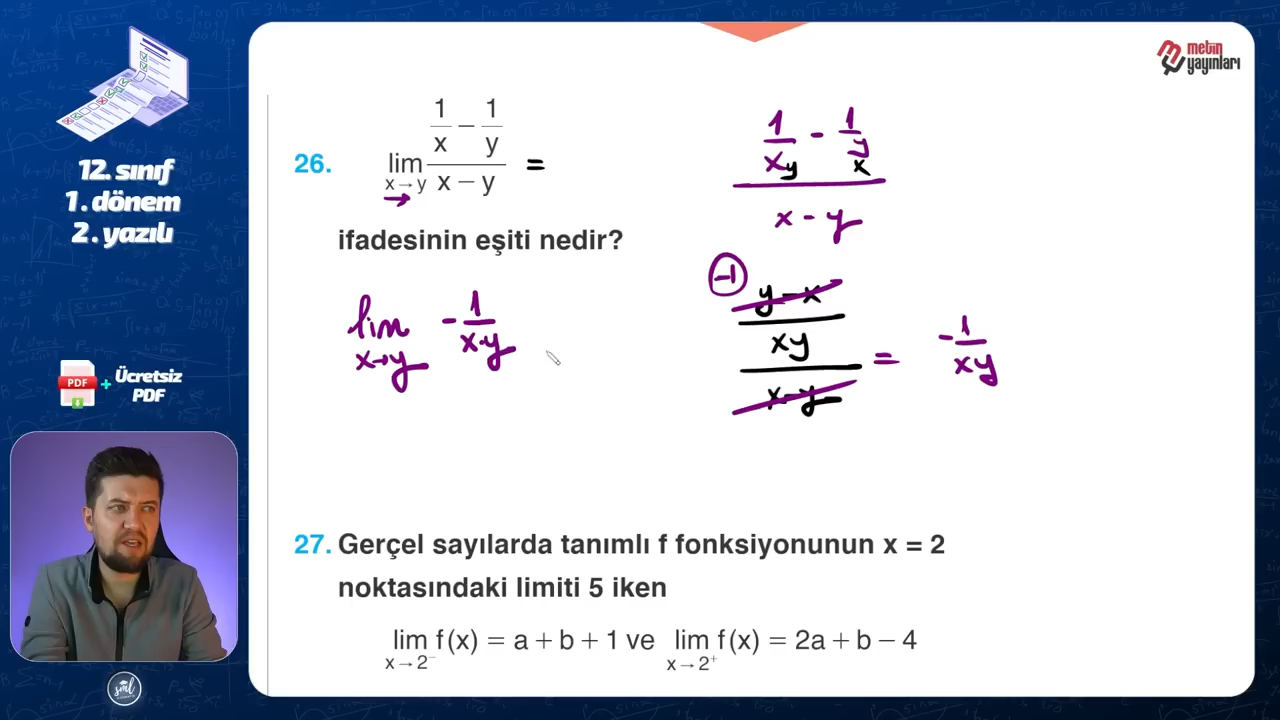 12. sınıf
1. dönem
2. yazılı
PDF + Ücretsiz PDF
sml
metin yayınları
26. lim x→y (1/x − 1/y)/(x − y) =
ifadesinin eşiti nedir?
lim x→y -1/x·y
1/x y - 1/y x
x - y
-1
y - x
xy
x - y
= -1/xy
27. Gerçel sayılarda tanımlı f fonksiyonunun x = 2
noktasındaki limiti 5 iken
lim x→2⁻ f(x) = a + b + 1 ve lim x→2⁺ f(x) = 2a + b − 4